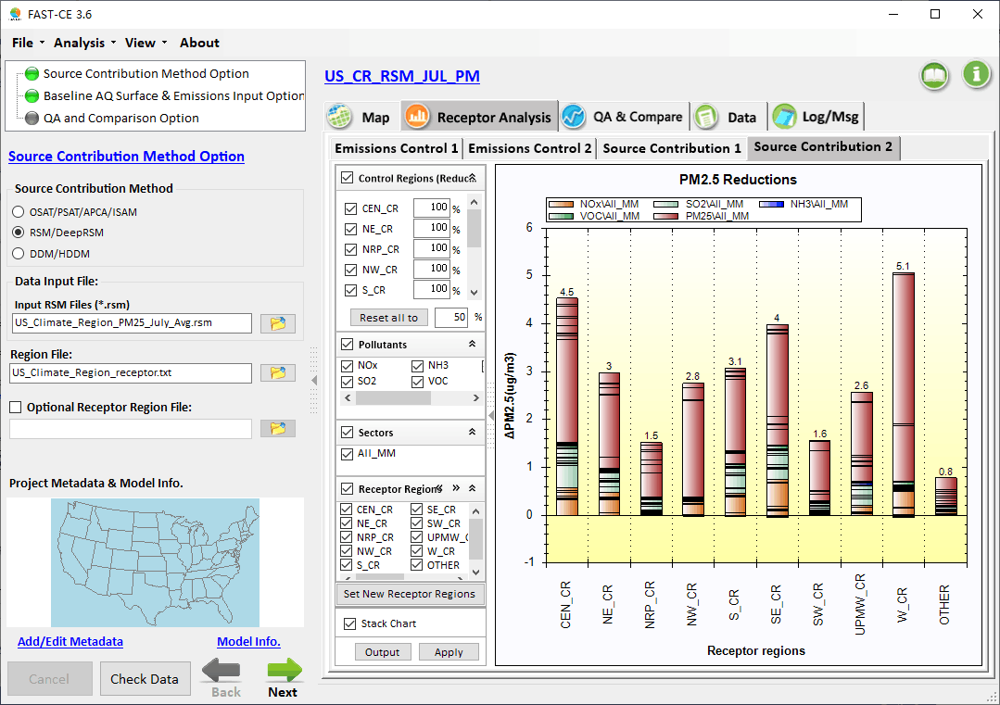 FAST-CE 3.6
File Analysis View About
Source Contribution Method Option
Baseline AQ Surface & Emissions Input Option
QA and Comparison Option
Source Contribution Method Option
Source Contribution Method
OSAT/PSAT/APCA/ISAM
RSM/DeepRSM
DDM/HDDM
Data Input File:
Input RSM Files (*.rsm)
US_Climate_Region_PM25_July_Avg.rsm
Region File:
US_Climate_Region_receptor.txt
Optional Receptor Region File:
Project Metadata & Model Info.
Add/Edit Metadata Model Info.
Cancel Check Data Back Next
US_CR_RSM_JUL_PM
Map Receptor Analysis QA & Compare Data Log/Msg
Emissions Control 1 Emissions Control 2 Source Contribution 1 Source Contribution 2
Control Regions (Reduc
CEN_CR 100 %
NE_CR 100 %
NRP_CR 100 %
NW_CR 100 %
S_CR 100 %
Reset all to 50 %
Pollutants
NOx NH3
SO2 VOC
Sectors
All_MM
Receptor Regions
CEN_CR SE_CR
NE_CR SW_CR
NRP_CR UPMW_C
NW_CR W_CR
S_CR OTHER
Set New Receptor Regions
Stack Chart
Output Apply
PM2.5 Reductions
NOx\All_MM SO2\All_MM NH3\All_MM
VOC\All_MM PM25\All_MM
ΔPM2.5(ug/m3)
6
5
4
3
2
1
0
-1
4.5 3 1.5 2.8 3.1 4 1.6 2.6 5.1 0.8
CEN_CR NE_CR NRP_CR NW_CR S_CR SE_CR SW_CR UPMW_CR W_CR OTHER
Receptor regions